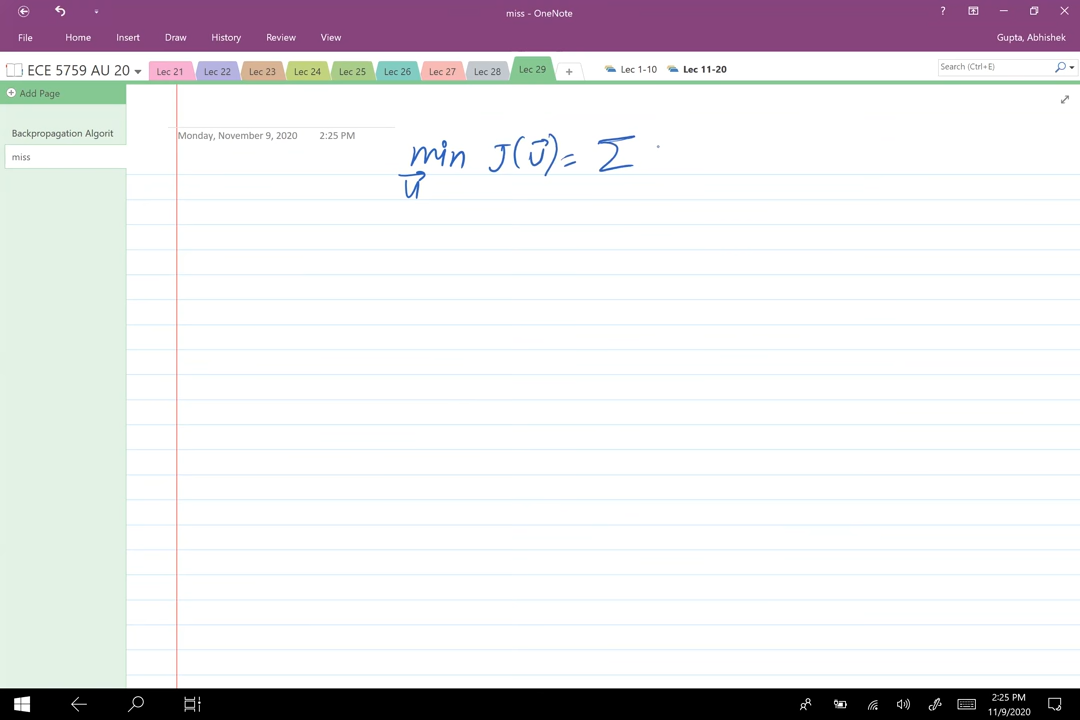 miss - OneNote
?
Gupta, Abhishek
File Home Insert Draw History Review View
ECE 5759 AU 20
Lec 21 Lec 22 Lec 23 Lec 24 Lec 25 Lec 26 Lec 27 Lec 28 Lec 29 + Lec 1-10 Lec 11-20
Search (Ctrl+E)
Add Page
Backpropagation Algorit
miss
Monday, November 9, 2020 2:25 PM
min J(U⃗) = Σ
U⃗
2:25 PM
11/9/2020